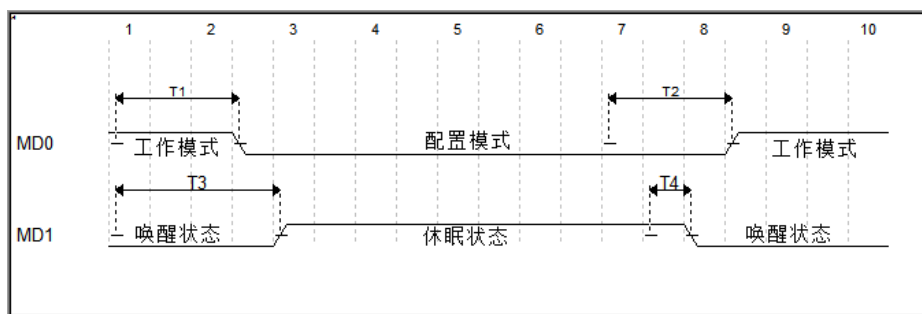 1 2 3 4 5 6 7 8 9 10
T1 T2
MD0 工作模式 配置模式 工作模式
T3 T4
MD1 唤醒状态 休眠状态 唤醒状态